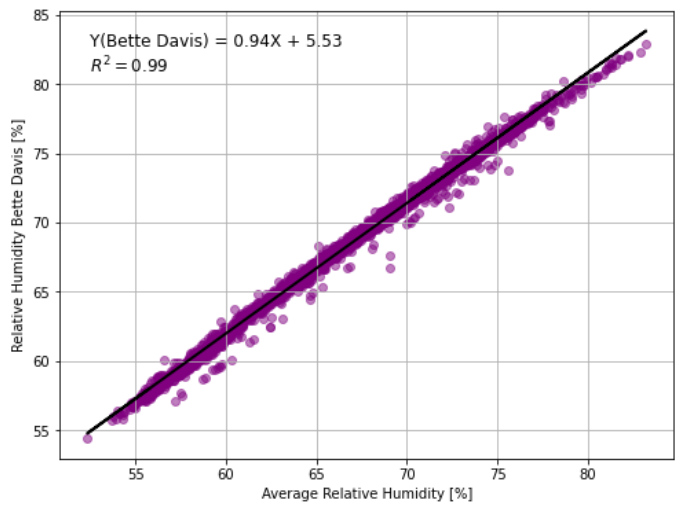 Y(Bette Davis) = 0.94X + 5.53
R² = 0.99
85
80
75
70
65
60
55
Relative Humidity Bette Davis [%]
55 60 65 70 75 80
Average Relative Humidity [%]